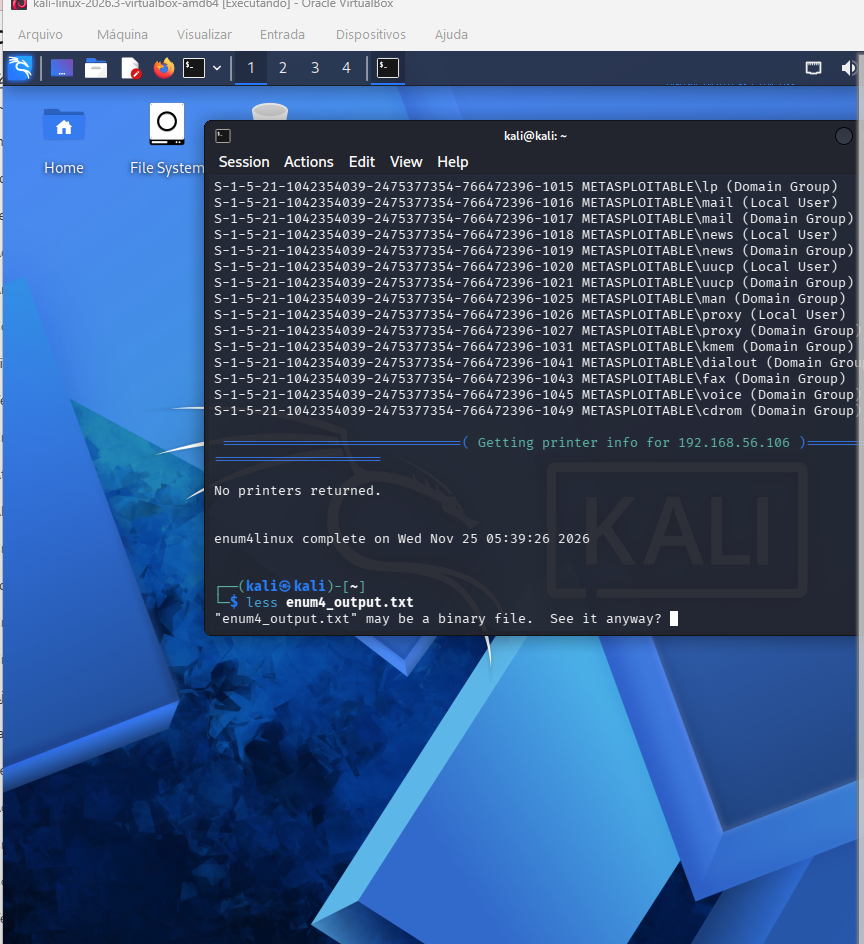 kali-linux-2026.3-virtualbox-amd64 [Executando] - Oracle VirtualBox
Arquivo Máquina Visualizar Entrada Dispositivos Ajuda
1 2 3 4
Home
File System
kali@kali: ~
Session Actions Edit View Help
S-1-5-21-1042354039-2475377354-766472396-1015 METASPLOITABLE\lp (Domain Group)
S-1-5-21-1042354039-2475377354-766472396-1016 METASPLOITABLE\mail (Local User)
S-1-5-21-1042354039-2475377354-766472396-1017 METASPLOITABLE\mail (Domain Group)
S-1-5-21-1042354039-2475377354-766472396-1018 METASPLOITABLE\news (Local User)
S-1-5-21-1042354039-2475377354-766472396-1019 METASPLOITABLE\news (Domain Group)
S-1-5-21-1042354039-2475377354-766472396-1020 METASPLOITABLE\uucp (Local User)
S-1-5-21-1042354039-2475377354-766472396-1021 METASPLOITABLE\uucp (Domain Group)
S-1-5-21-1042354039-2475377354-766472396-1025 METASPLOITABLE\man (Domain Group)
S-1-5-21-1042354039-2475377354-766472396-1026 METASPLOITABLE\proxy (Local User)
S-1-5-21-1042354039-2475377354-766472396-1027 METASPLOITABLE\proxy (Domain Group)
S-1-5-21-1042354039-2475377354-766472396-1031 METASPLOITABLE\kmem (Domain Group)
S-1-5-21-1042354039-2475377354-766472396-1041 METASPLOITABLE\dialout (Domain Grou
S-1-5-21-1042354039-2475377354-766472396-1043 METASPLOITABLE\fax (Domain Group)
S-1-5-21-1042354039-2475377354-766472396-1045 METASPLOITABLE\voice (Domain Group)
S-1-5-21-1042354039-2475377354-766472396-1049 METASPLOITABLE\cdrom (Domain Group)
( Getting printer info for 192.168.56.106 )
No printers returned.
enum4linux complete on Wed Nov 25 05:39:26 2026
┌──(kali㉿kali)-[~]
└─$ less enum4_output.txt
"enum4_output.txt" may be a binary file.  See it anyway?
KALI